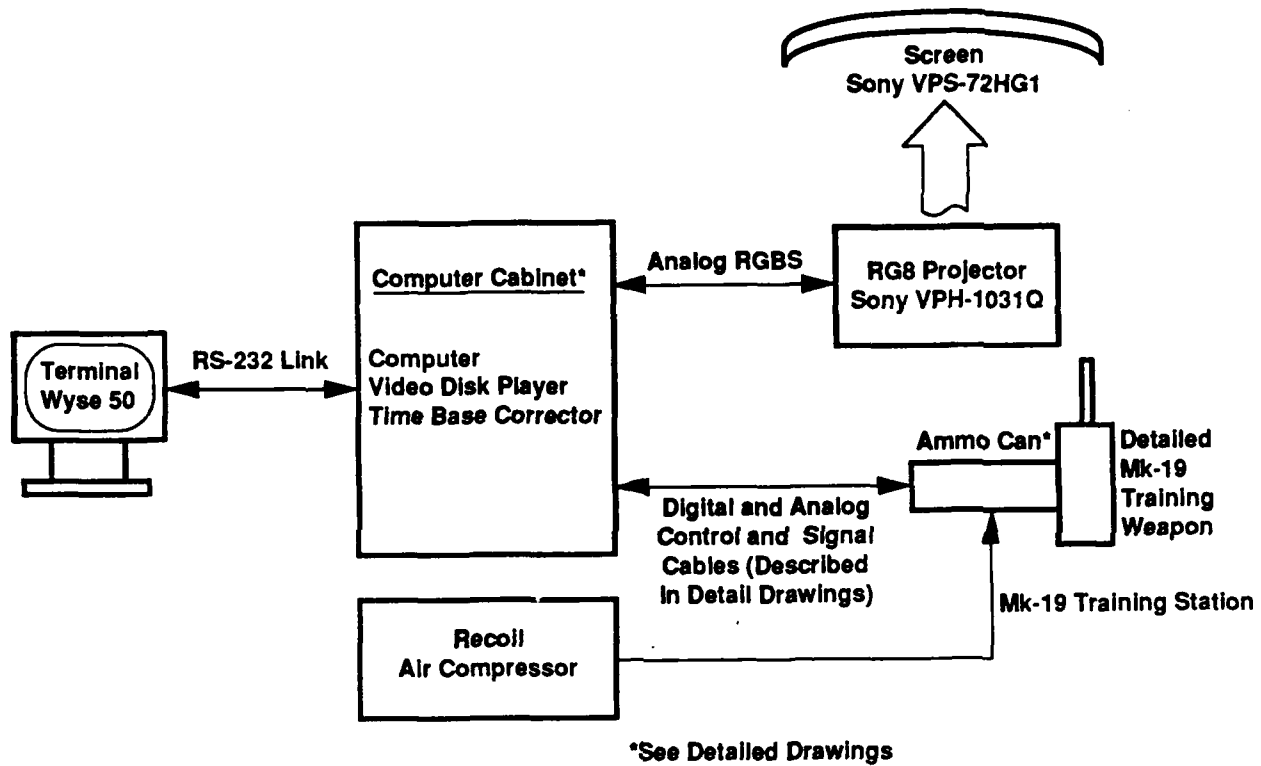 Screen
Sony VPS-72HG1
Analog RGBS
RG8 Projector
Sony VPH-1031Q
Computer Cabinet*
Computer
Video Disk Player
Time Base Corrector
Terminal
Wyse 50
RS-232 Link
Ammo Can*
Detailed
Mk-19
Training
Weapon
Digital and Analog
Control and Signal
Cables (Described
in Detail Drawings)
Mk-19 Training Station
Recoil
Air Compressor
*See Detailed Drawings